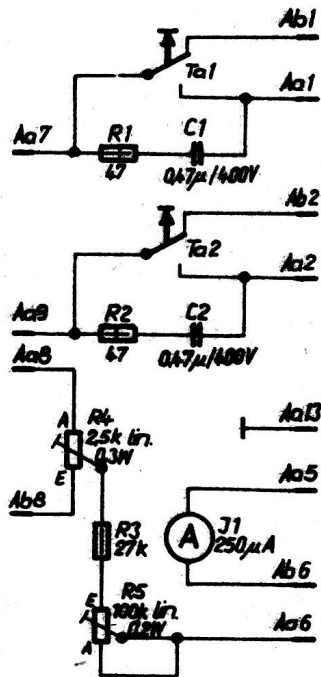 Ab1
Ta1
Aa1
Aa7
R1
C1
47
0,47µ/400V
Ab2
Ta2
Aa2
Aa9
R2
C2
47
0,47µ/400V
Aa8
A
R4
2,5k lin.
0,3W
E
Ab8
Aa13
Aa5
R3
27k
A
J1
250µA
Ab6
R5
E
100k lin.
0,2W
A
Aa6